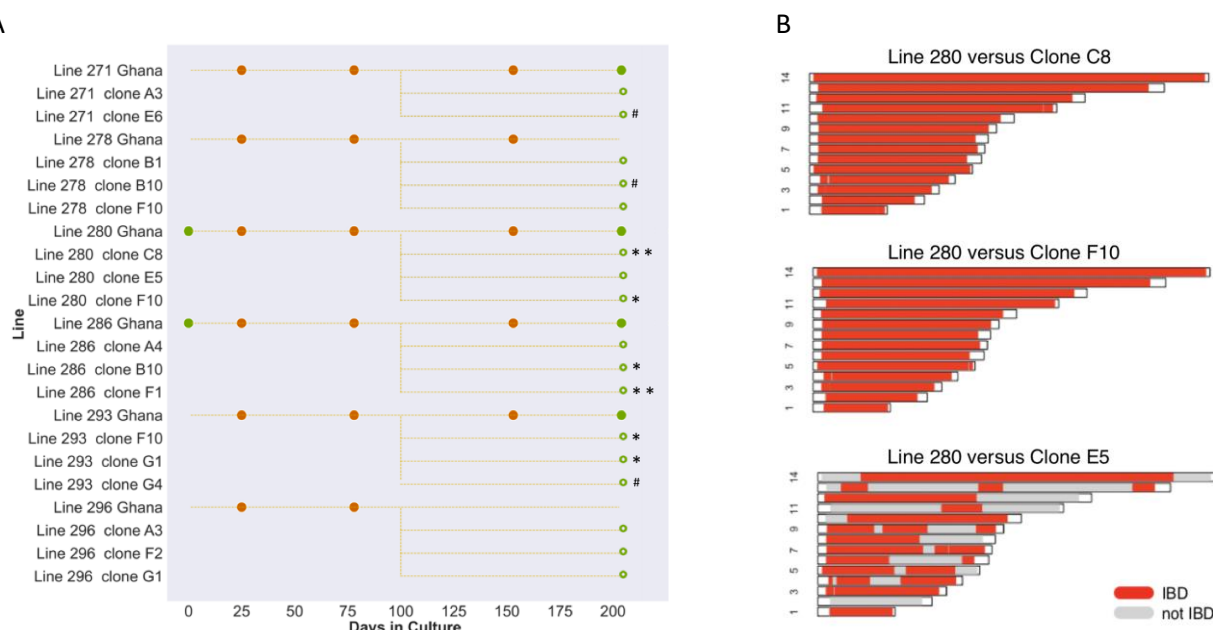 A
B
Line 271 Ghana
Line 271 clone A3
Line 271 clone E6 #
Line 278 Ghana
Line 278 clone B1
Line 278 clone B10 #
Line 278 clone F10
Line 280 Ghana
Line 280 clone C8 * *
Line 280 clone E5
Line 280 clone F10 *
Line 286 Ghana
Line 286 clone A4
Line 286 clone B10 *
Line 286 clone F1 * *
Line 293 Ghana
Line 293 clone F10 *
Line 293 clone G1 *
Line 293 clone G4 #
Line 296 Ghana
Line 296 clone A3
Line 296 clone F2
Line 296 clone G1
Line
0 25 50 75 100 125 150 175 200
Days in Culture
Line 280 versus Clone C8
14
11
9
7
5
3
1
Line 280 versus Clone F10
14
11
9
7
5
3
1
Line 280 versus Clone E5
14
11
9
7
5
3
1
IBD
not IBD